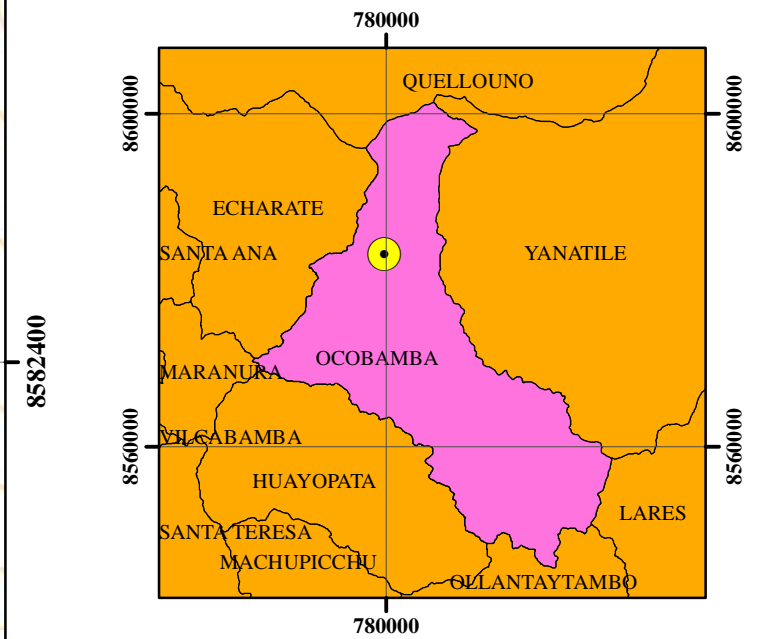 780000
QUELLOUNO
8600000
8600000
ECHARATE
SANTA ANA
YANATILE
8582400
OCOBAMBA
MARANURA
VILCABAMBA
8560000
8560000
HUAYOPATA
LARES
SANTA TERESA
MACHUPICCHU
OLLANTAYTAMBO
780000